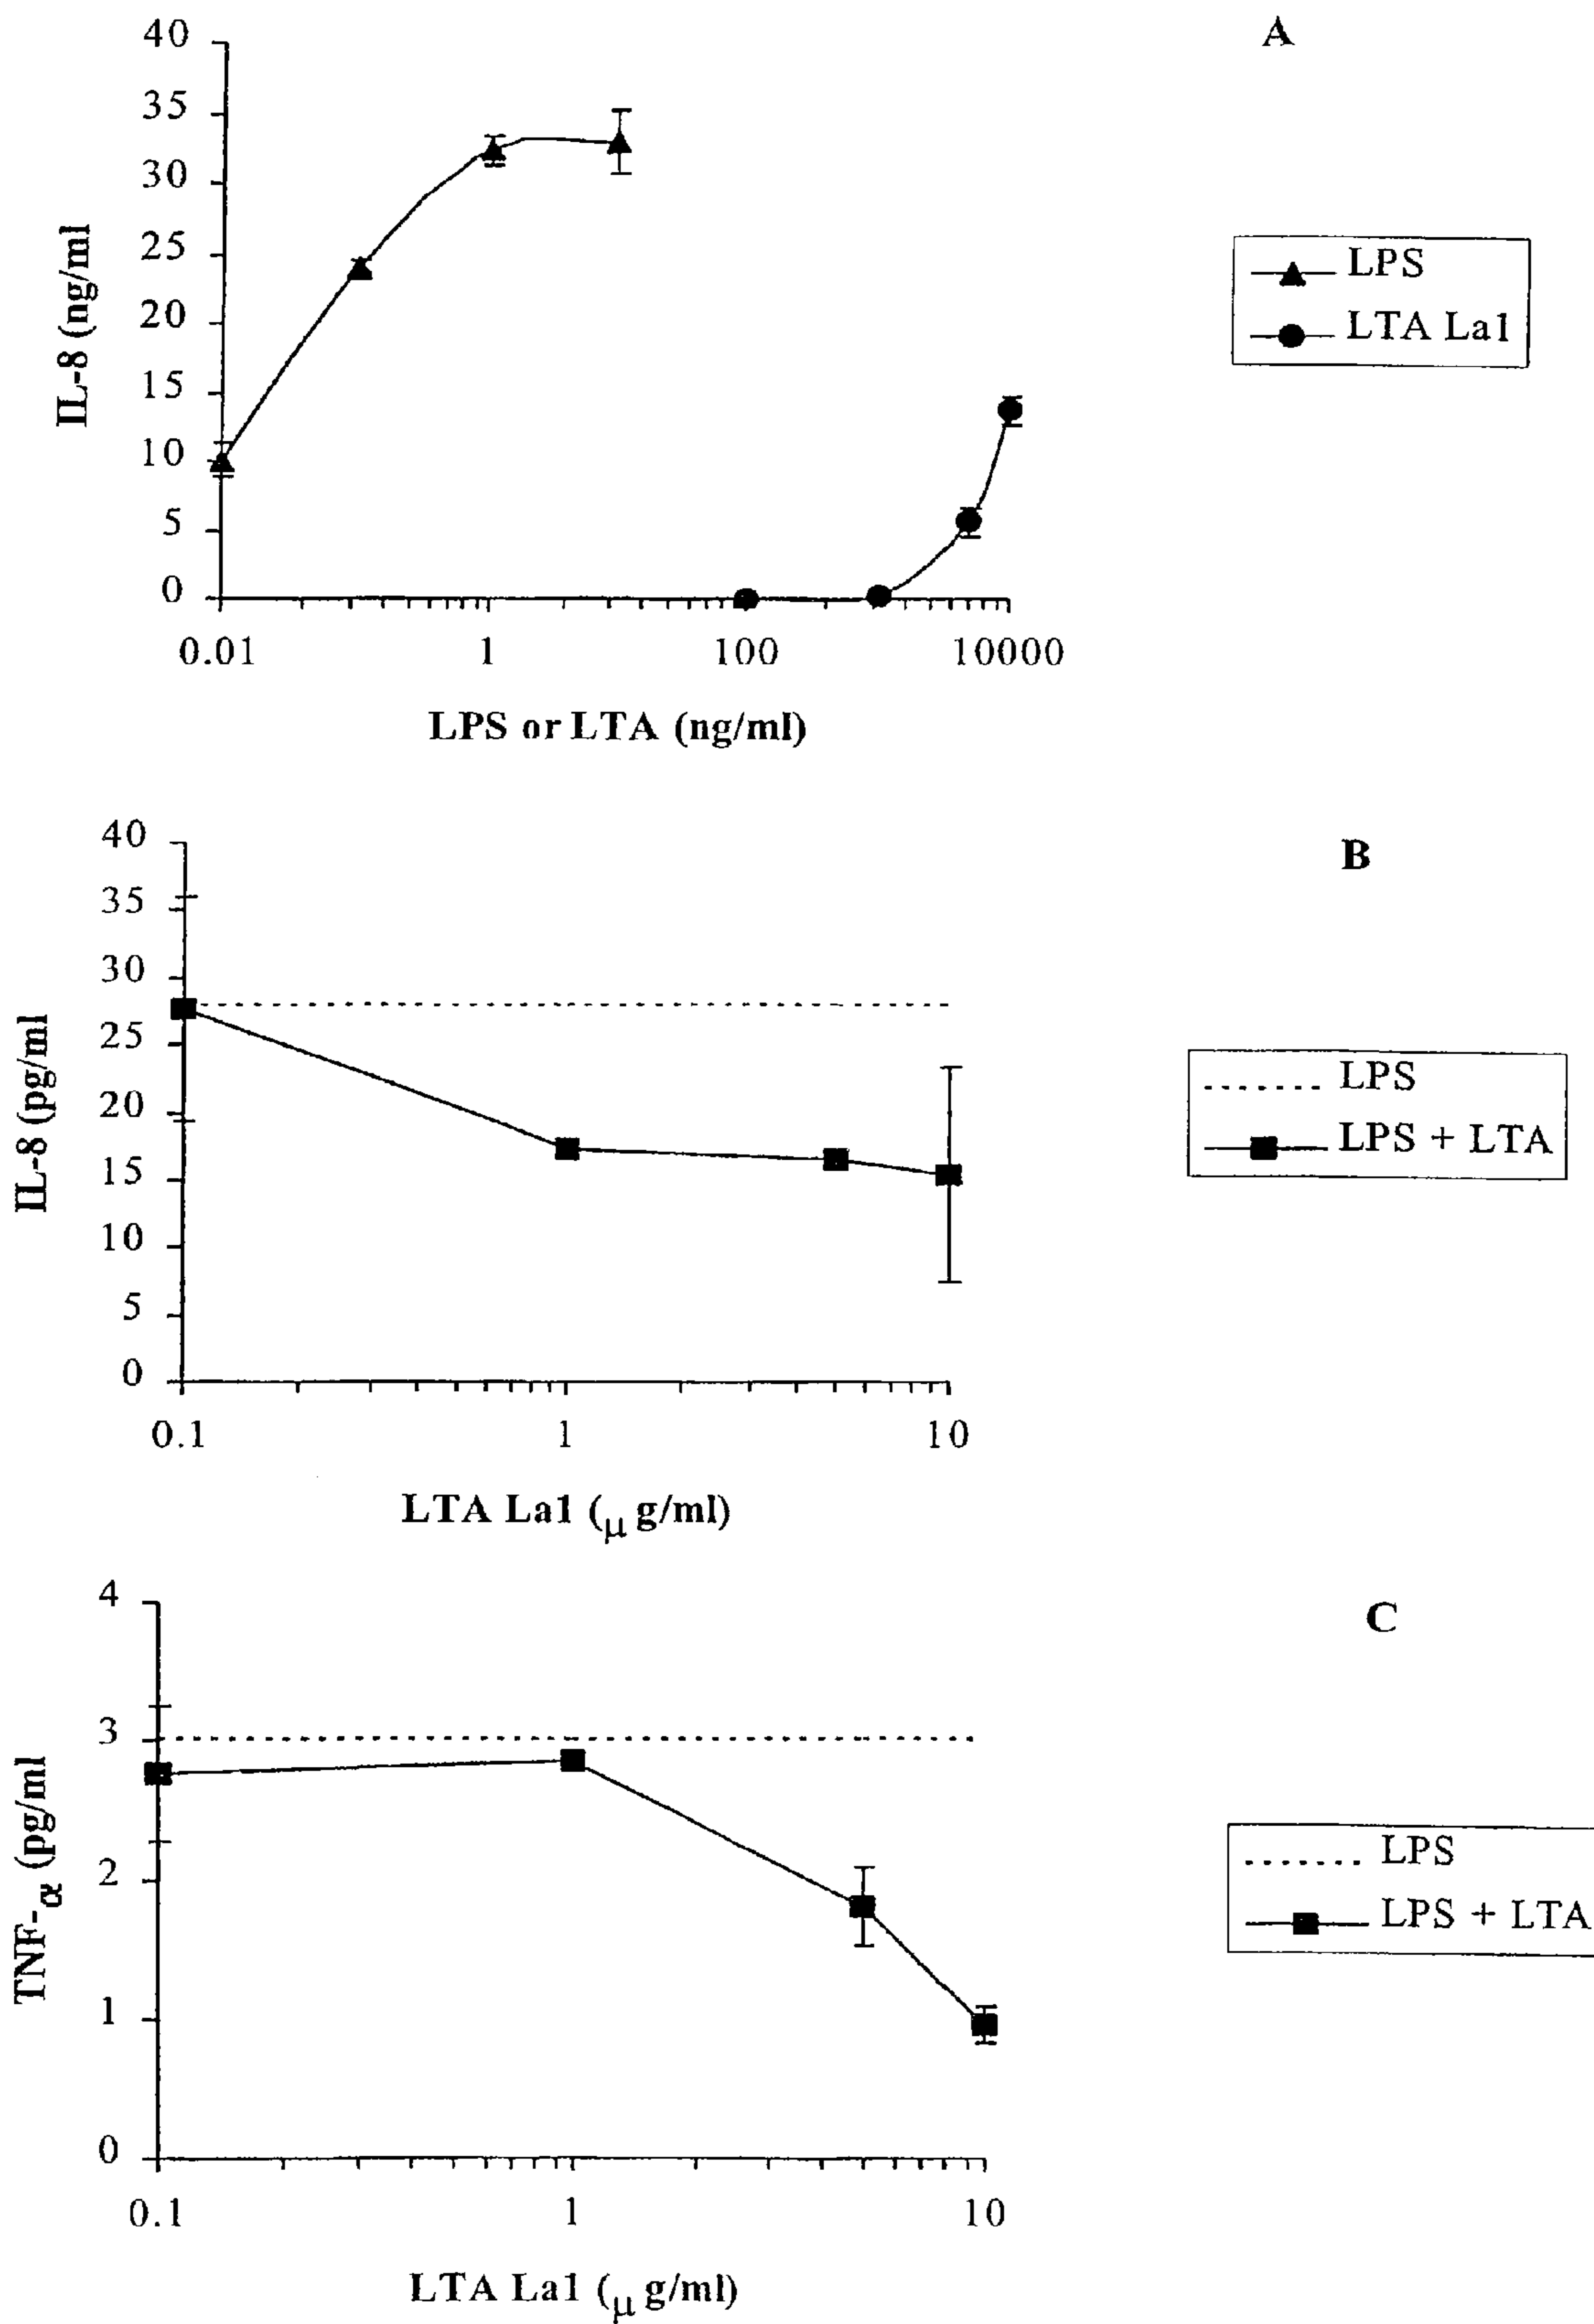 A
40
35
30
25
20
15
10
5
0
IL-8 (ng/ml)
0.01 1 100 10000
LPS or LTA (ng/ml)
LPS
LTA La1
B
40
35
30
25
20
15
10
5
0
IL-8 (pg/ml
0.1 1 10
LTA La1 (μ g/ml)
LPS
LPS + LTA
C
4
3
2
1
0
TNF-α (pg/ml
0.1 1 10
LTA La1 (μ g/ml)
LPS
LPS + LTA